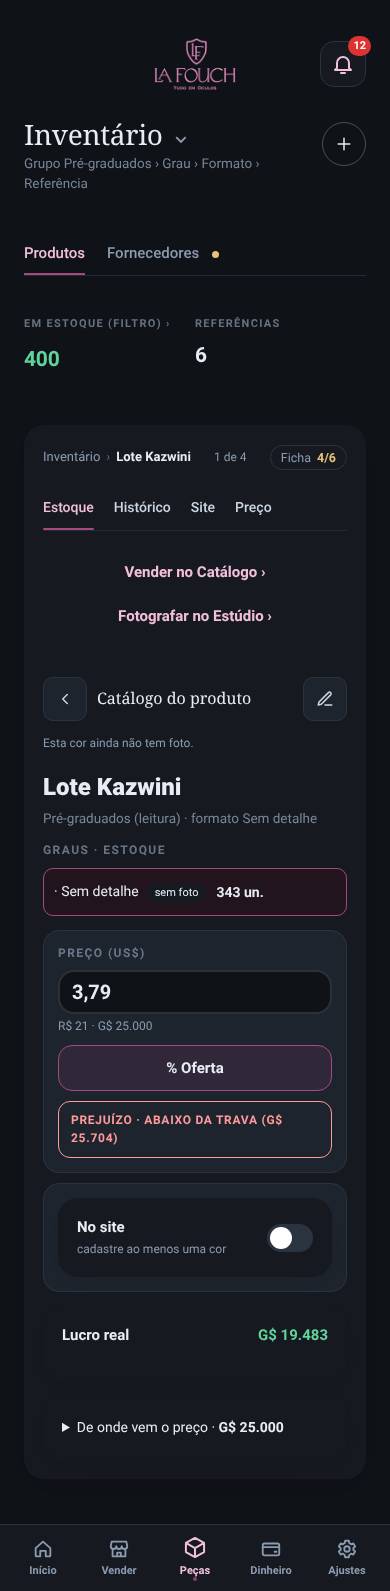 LF
LA FOUCH
TUDO EM ÓCULOS
12
Inventário
Grupo Pré-graduados › Grau › Formato ›
Referência
Produtos Fornecedores
EM ESTOQUE (FILTRO) › REFERÊNCIAS
400 6
Inventário › Lote Kazwini 1 de 4 Ficha 4/6
Estoque Histórico Site Preço
Vender no Catálogo ›
Fotografar no Estúdio ›
Catálogo do produto
Esta cor ainda não tem foto.
Lote Kazwini
Pré-graduados (leitura) · formato Sem detalhe
GRAUS · ESTOQUE
· Sem detalhe sem foto 343 un.
PREÇO (US$)
3,79
R$ 21 · G$ 25.000
% Oferta
PREJUÍZO · ABAIXO DA TRAVA (G$
25.704)
No site
cadastre ao menos uma cor
Lucro real G$ 19.483
▶ De onde vem o preço · G$ 25.000
Início Vender Peças Dinheiro Ajustes